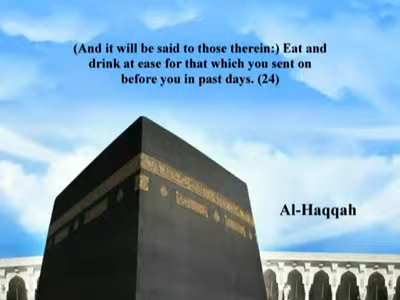 (And it will be said to those therein:) Eat and
drink at ease for that which you sent on
before you in past days. (24)
Al-Haqqah